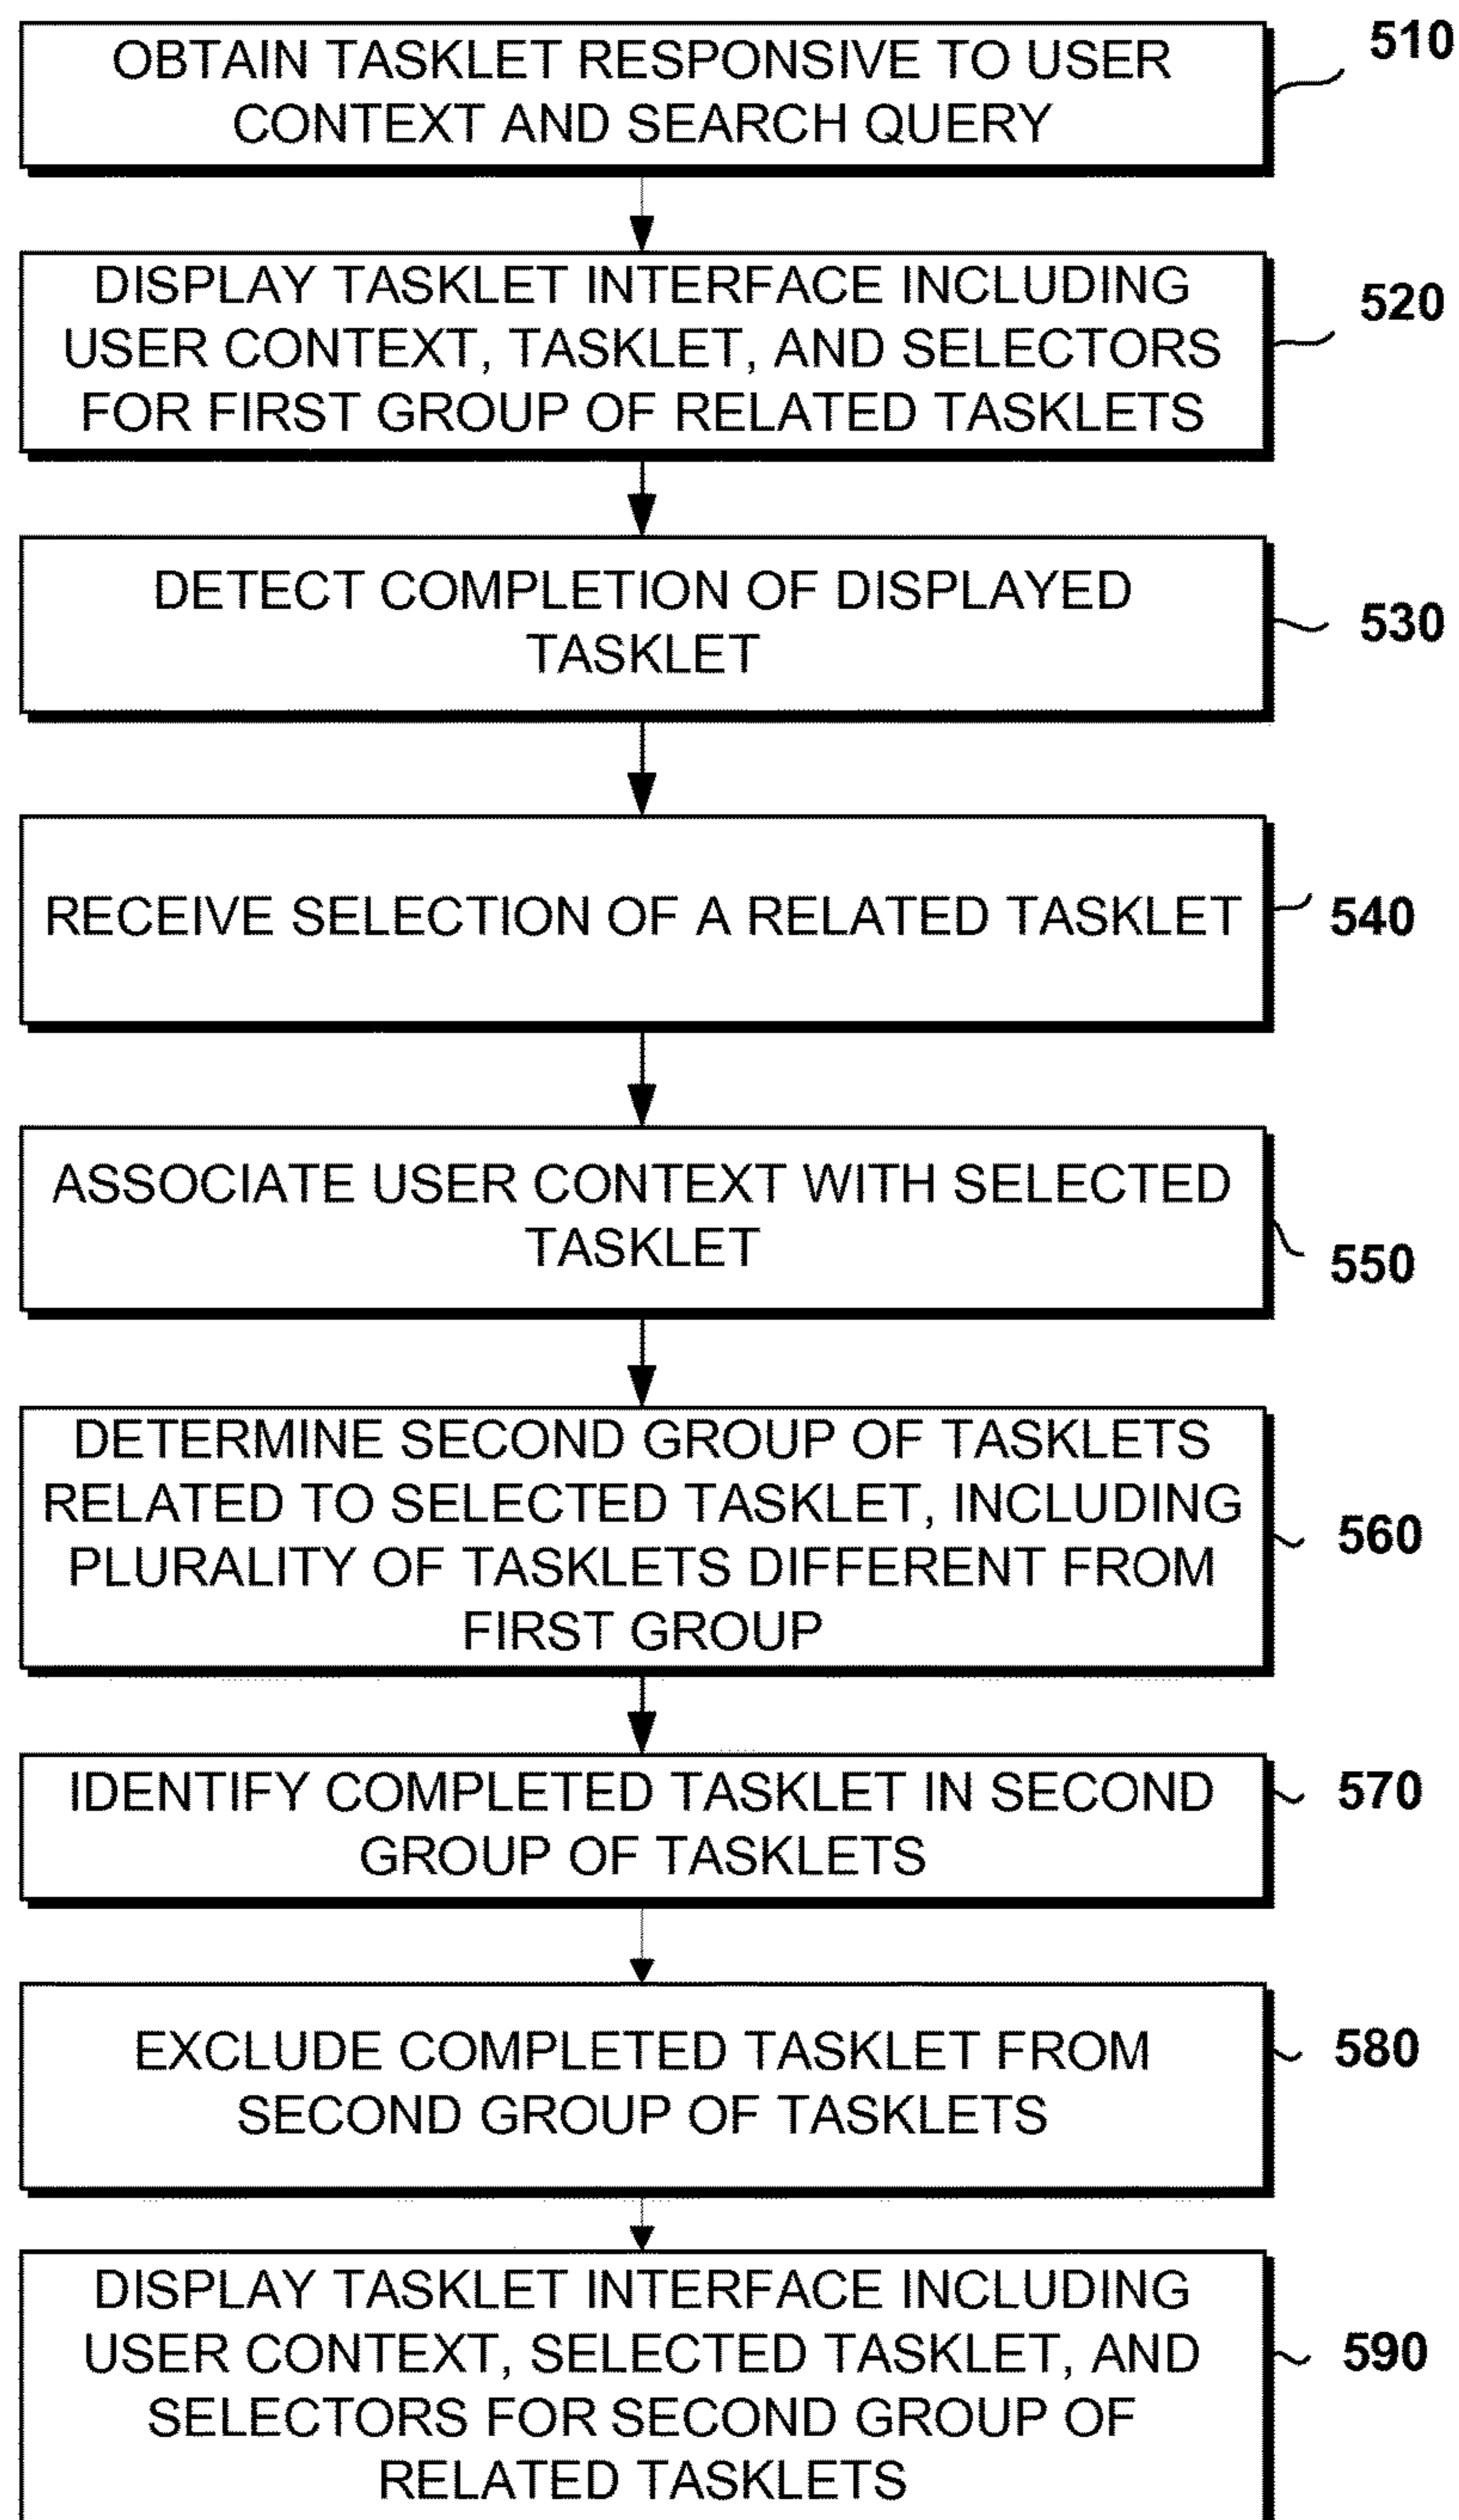 OBTAIN TASKLET RESPONSIVE TO USER
CONTEXT AND SEARCH QUERY
510
DISPLAY TASKLET INTERFACE INCLUDING
USER CONTEXT, TASKLET, AND SELECTORS
FOR FIRST GROUP OF RELATED TASKLETS
520
DETECT COMPLETION OF DISPLAYED
TASKLET
530
RECEIVE SELECTION OF A RELATED TASKLET
540
ASSOCIATE USER CONTEXT WITH SELECTED
TASKLET
550
DETERMINE SECOND GROUP OF TASKLETS
RELATED TO SELECTED TASKLET, INCLUDING
PLURALITY OF TASKLETS DIFFERENT FROM
FIRST GROUP
560
IDENTIFY COMPLETED TASKLET IN SECOND
GROUP OF TASKLETS
570
EXCLUDE COMPLETED TASKLET FROM
SECOND GROUP OF TASKLETS
580
DISPLAY TASKLET INTERFACE INCLUDING
USER CONTEXT, SELECTED TASKLET, AND
SELECTORS FOR SECOND GROUP OF
RELATED TASKLETS
590